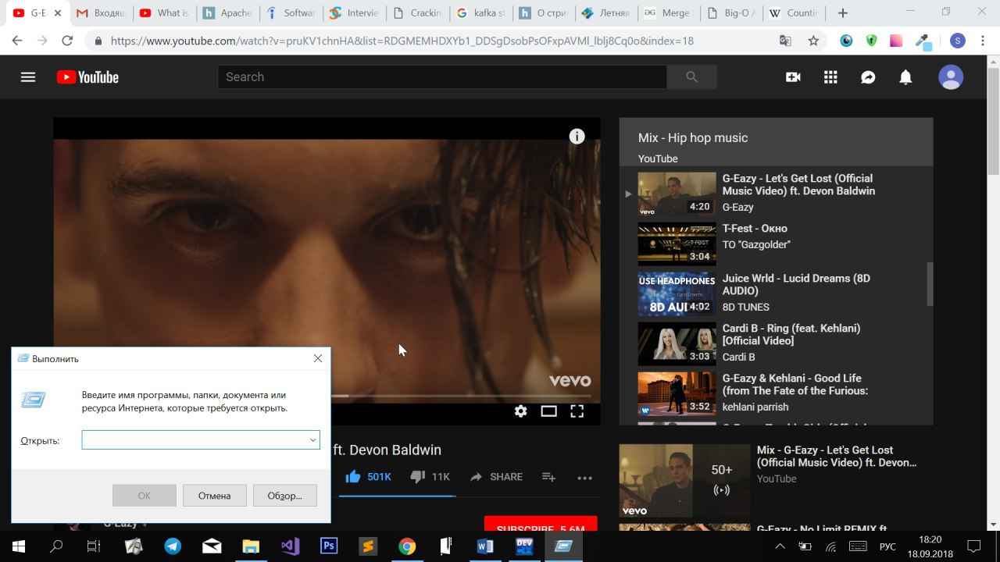 G-E
Входящ
What is
Apache
Softwar
Intervie
Crackin
kafka st
О стри
Летняя
Merge
Big-O A
Countin
https://www.youtube.com/watch?v=pruKV1chnHA&list=RDGMEMHDXYb1_DDSgDsobPsOFxpAVMl_lblj8Cq0o&index=18
S
YouTube
Search
Mix - Hip hop music
YouTube
G-Eazy - Let's Get Lost (Official
Music Video) ft. Devon Baldwin
G-Eazy
vevo
4:20
T-Fest - Окно
ТО "Gazgolder"
T-FEST
3:04
Juice Wrld - Lucid Dreams (8D
AUDIO)
8D TUNES
USE HEADPHONES
8D AUI
4:02
Cardi B - Ring (feat. Kehlani)
[Official Video]
Cardi B
3:03
G-Eazy & Kehlani - Good Life
(from The Fate of the Furious:
kehlani parrish
3:52
vevo
Выполнить
Введите имя программы, папки, документа или
ресурса Интернета, которые требуется открыть.
Открыть:
ОК
Отмена
Обзор...
ft. Devon Baldwin
501K
11K
SHARE
G-Eazy
SUBSCRIBE 5.6M
Mix - G-Eazy - Let's Get Lost
(Official Music Video) ft. Devon...
YouTube
50+
vevo
G-Eazy - No Limit REMIX ft.
Ps
DEV
РУС
18:20
18.09.2018